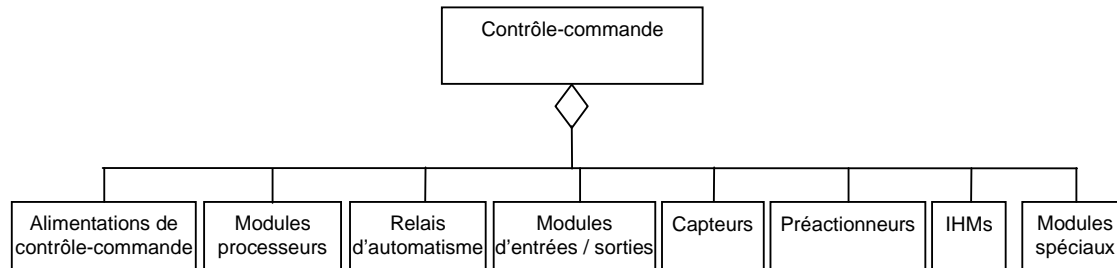 Contrôle-commande
Alimentations de
contrôle-commande
Modules
processeurs
Relais
d'automatisme
Modules
d'entrées / sorties
Capteurs
Préactionneurs
IHMs
Modules
spéciaux